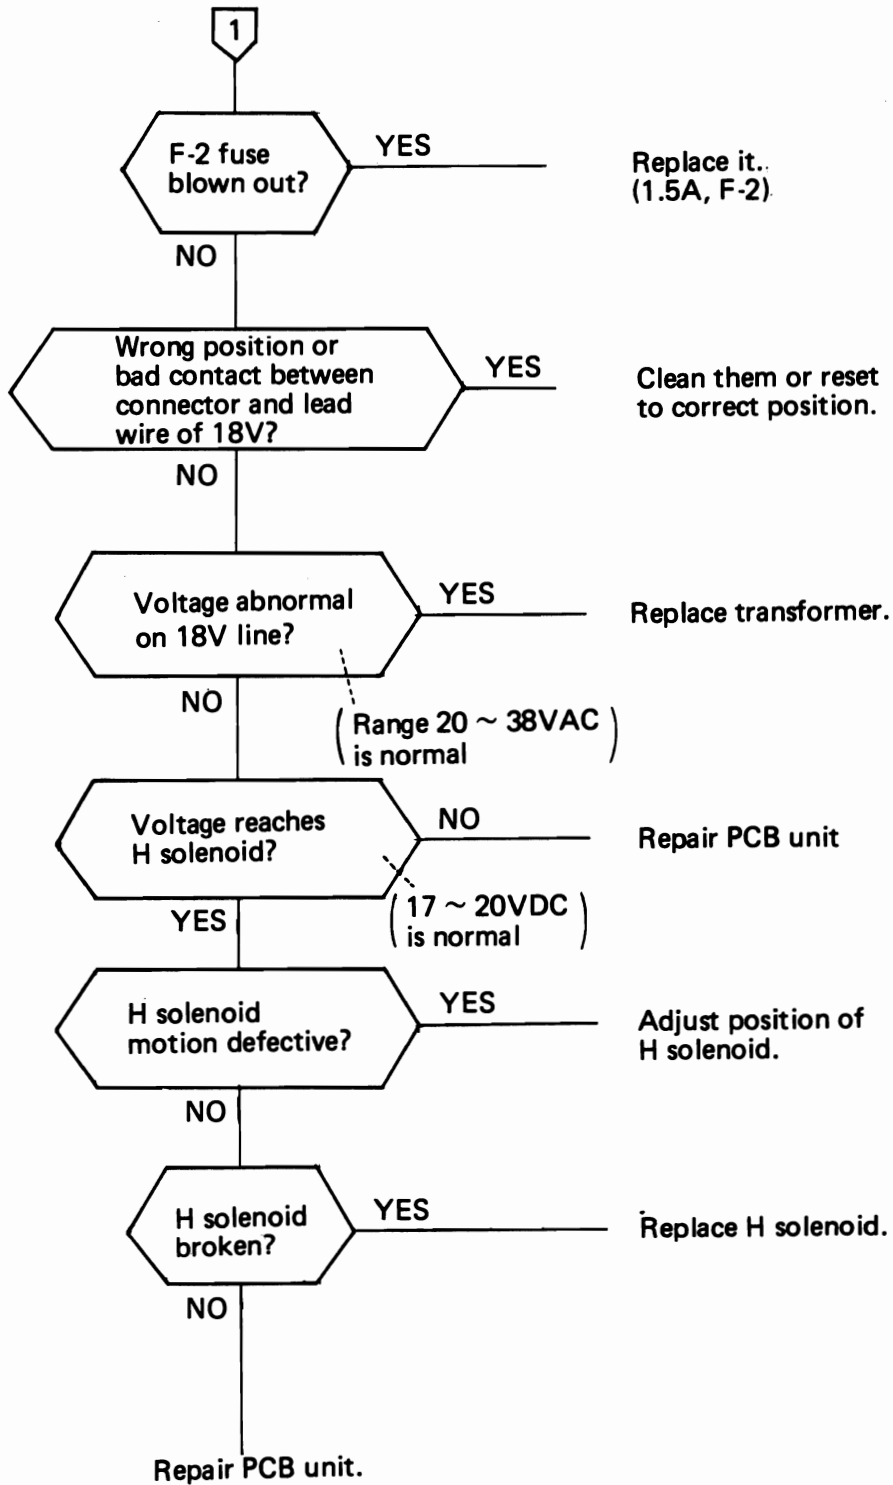 1
F-2 fuse
blown out?
YES
Replace it.
(1.5A, F-2)
NO
Wrong position or
bad contact between
connector and lead
wire of 18V?
YES
Clean them or reset
to correct position.
NO
Voltage abnormal
on 18V line?
YES
Replace transformer.
NO
(Range 20 ~ 38VAC
is normal)
Voltage reaches
H solenoid?
NO
Repair PCB unit
YES
(17 ~ 20VDC
is normal)
H solenoid
motion defective?
YES
Adjust position of
H solenoid.
NO
H solenoid
broken?
YES
Replace H solenoid.
NO
Repair PCB unit.